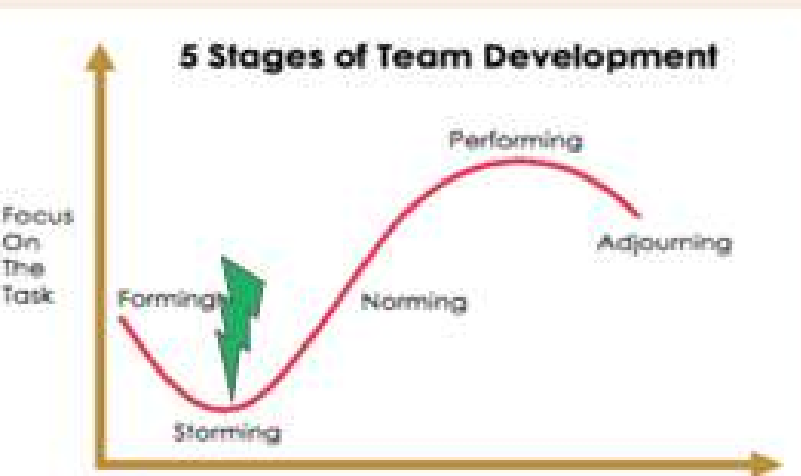 5 Stages of Team Development
Performing
Focus
On
The
Task
Adjourning
Forming
Norming
Storming